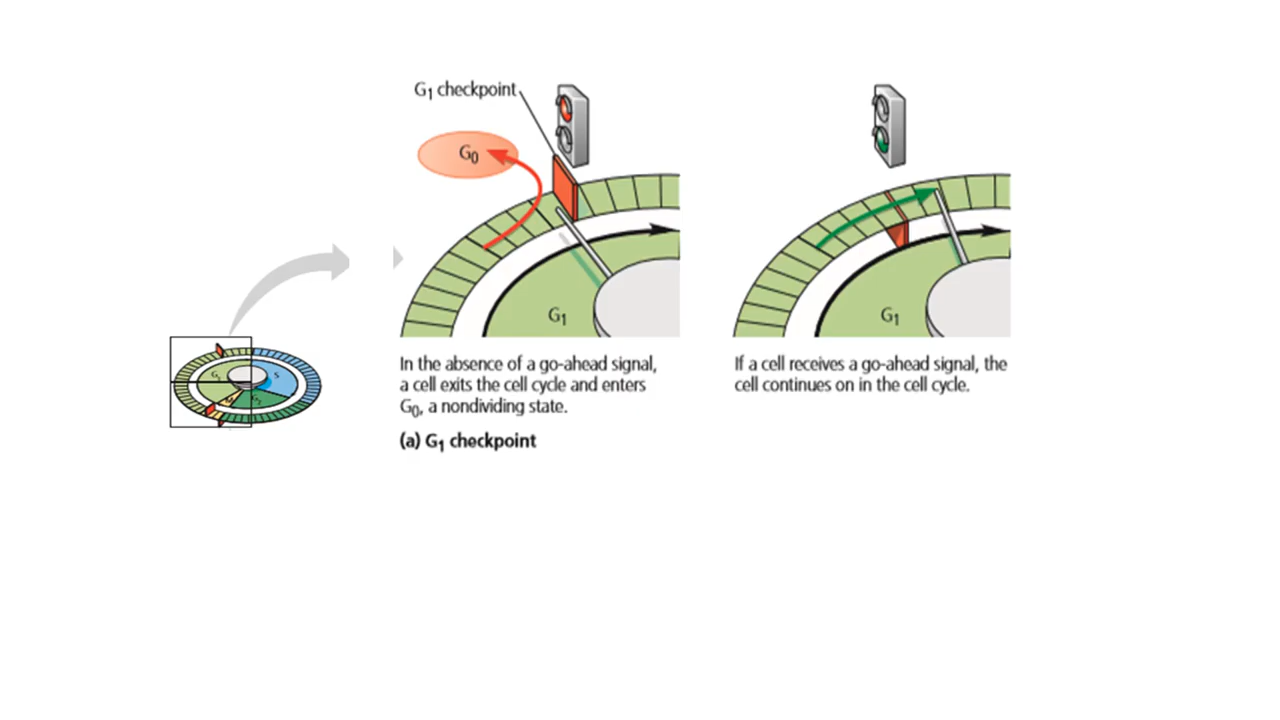 G₁ checkpoint
G₀
G₁
G₁
S
G₂
M
G₁
In the absence of a go-ahead signal,
a cell exits the cell cycle and enters
G₀, a nondividing state.
If a cell receives a go-ahead signal, the
cell continues on in the cell cycle.
(a) G₁ checkpoint